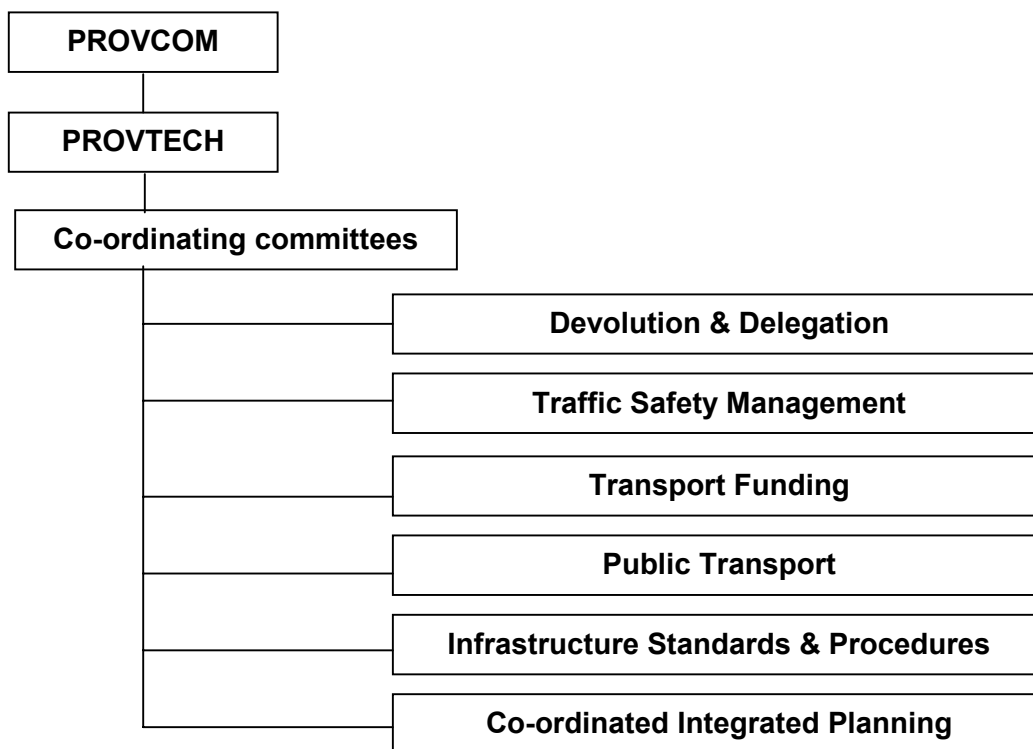 PROVCOM
PROVTECH
Co-ordinating committees
Devolution & Delegation
Traffic Safety Management
Transport Funding
Public Transport
Infrastructure Standards & Procedures
Co-ordinated Integrated Planning